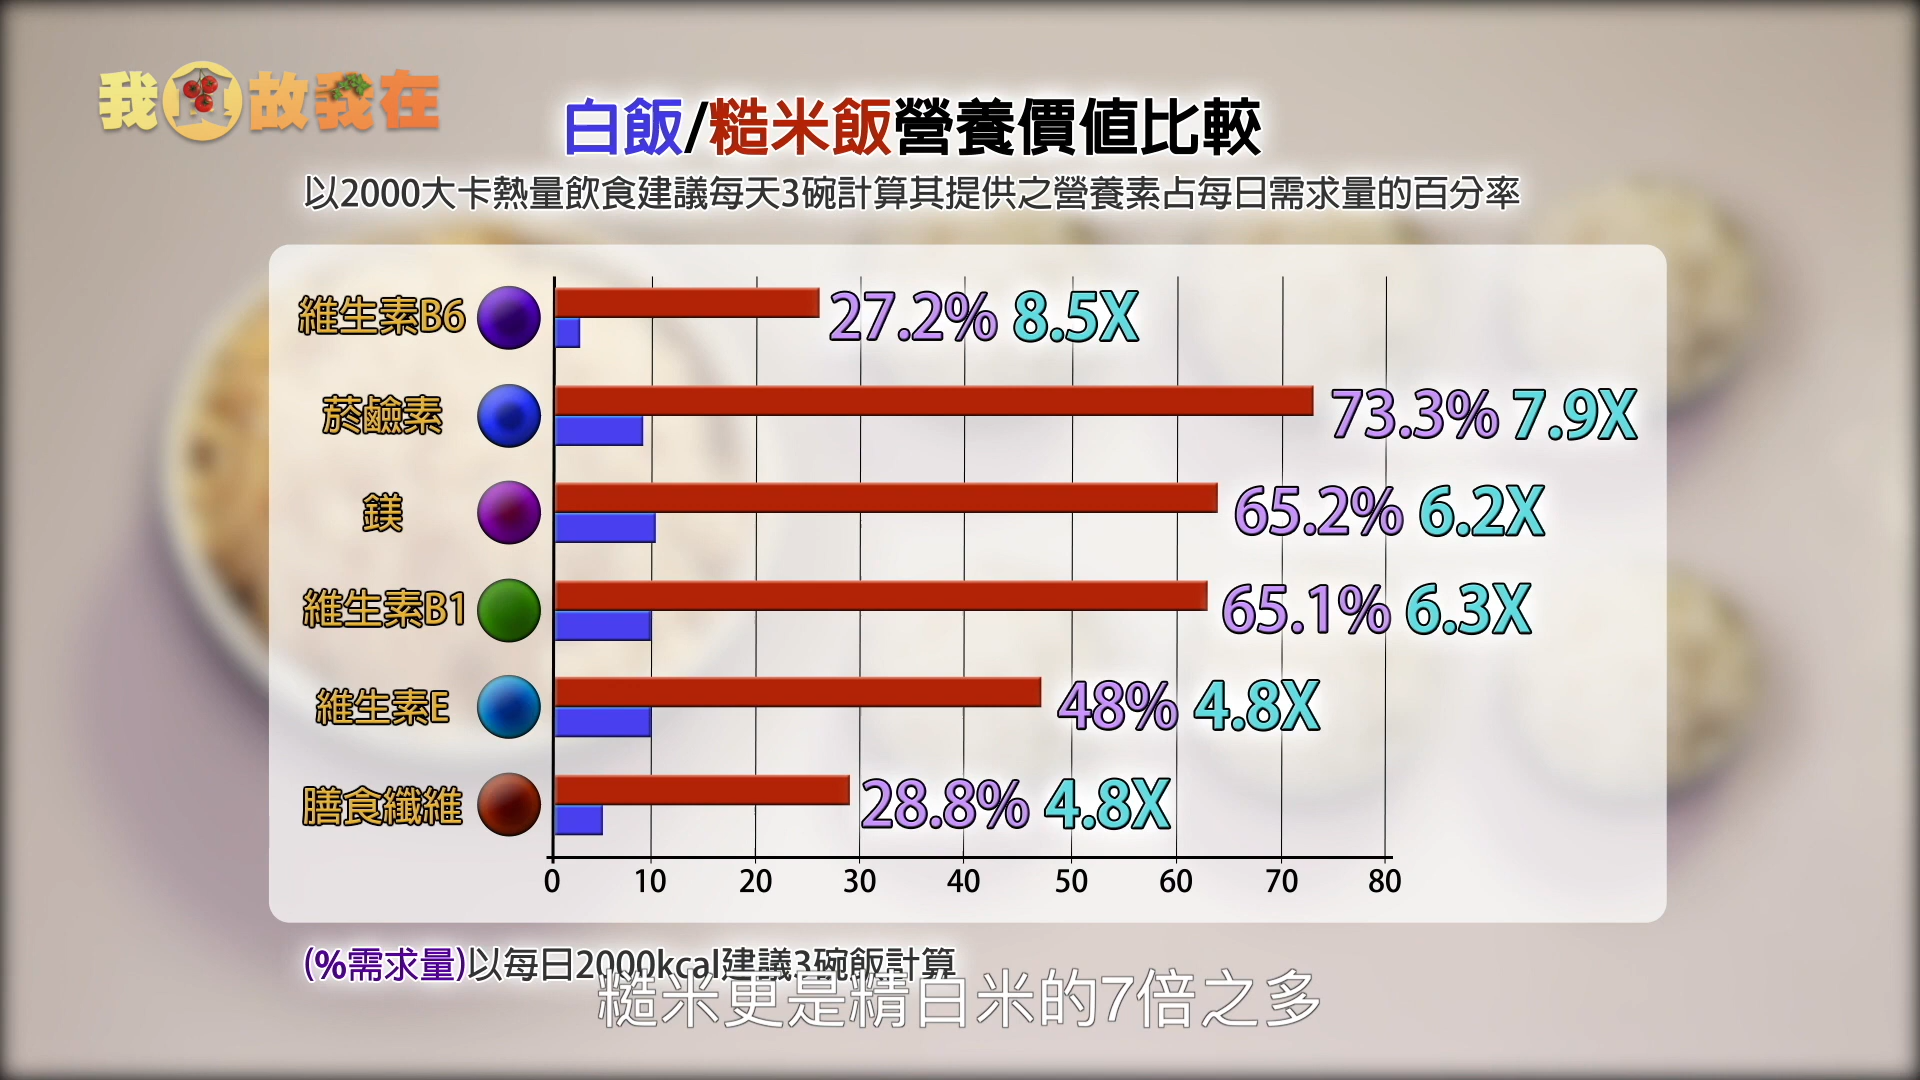 我食故我在
白飯/糙米飯營養價值比較
以2000大卡熱量飲食建議每天3碗計算其提供之營養素占每日需求量的百分率
維生素B6 27.2% 8.5X
菸鹼素 73.3% 7.9X
鎂 65.2% 6.2X
維生素B1 65.1% 6.3X
維生素E 48% 4.8X
膳食纖維 28.8% 4.8X
0 10 20 30 40 50 60 70 80
(%需求量)以每日2000kcal建議3碗飯計算
糙米更是精白米的7倍之多